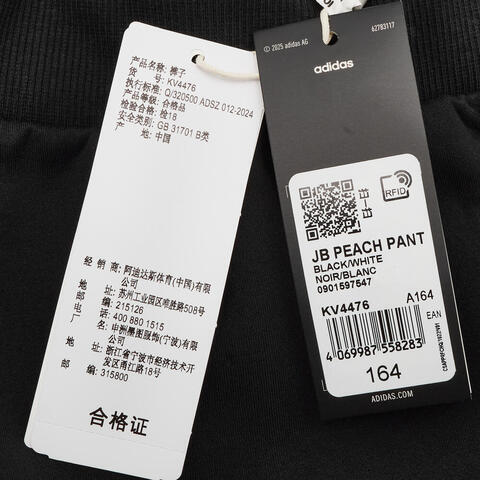 产品名称: 裤子
货 号: KV4476
执行标准: Q/320500 ADSZ 012-2024
产品等级: 合格品
检验合格: 检18
安全类别: GB 31701 B类
产 地: 中国
经 销 商: 阿迪达斯体育(中国)有限
公司
地 址: 苏州工业园区唯胜路508号
邮 编: 215126
电 话: 400 880 1515
厂 名: 申洲墨图服饰(宁波)有限
公司
地 址: 浙江省宁波市经济技术开
发区甬江路18号
邮 编: 315800
合格证
© 2025 adidas AG
62783117
adidas
RFID
JB PEACH PANT
BLACK/WHITE
NOIR/BLANC
0901597547
KV4476 A164
EAN
4 069987 558283
164
ADIDAS.COM